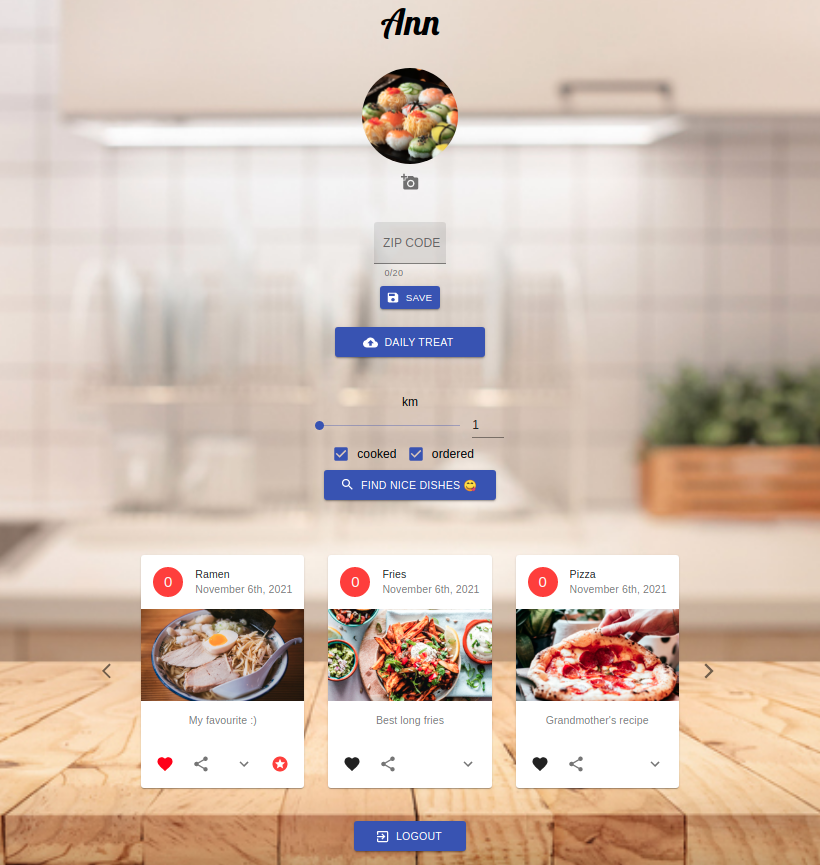 Ann
ZIP CODE
0/20
SAVE
DAILY TREAT
km
1
cooked ordered
FIND NICE DISHES 😋
0 Ramen
November 6th, 2021
My favourite :)
0 Fries
November 6th, 2021
Best long fries
0 Pizza
November 6th, 2021
Grandmother's recipe
LOGOUT